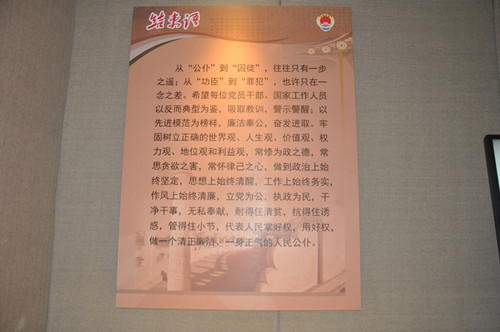 结束语
从“公仆”到“囚徒”，往往只有一步
之遥；从“功臣”到“罪犯”，也许只在一
念之差。希望每位党员干部、国家工作人员
以反面典型为鉴，吸取教训，警示警醒；以
先进模范为榜样，廉洁奉公，奋发进取。牢
固树立正确的世界观、人生观、价值观、权
力观、地位观和利益观，常修为政之德，常
思贪欲之害，常怀律己之心，做到政治上始
终坚定，思想上始终清醒，工作上始终务实，
作风上始终清廉，立党为公、执政为民，干
净干事，无私奉献，耐得住清贫，抗得住诱
惑，管得住小节，代表人民掌好权，用好权，
做一个清正廉洁、一身正气的人民公仆。